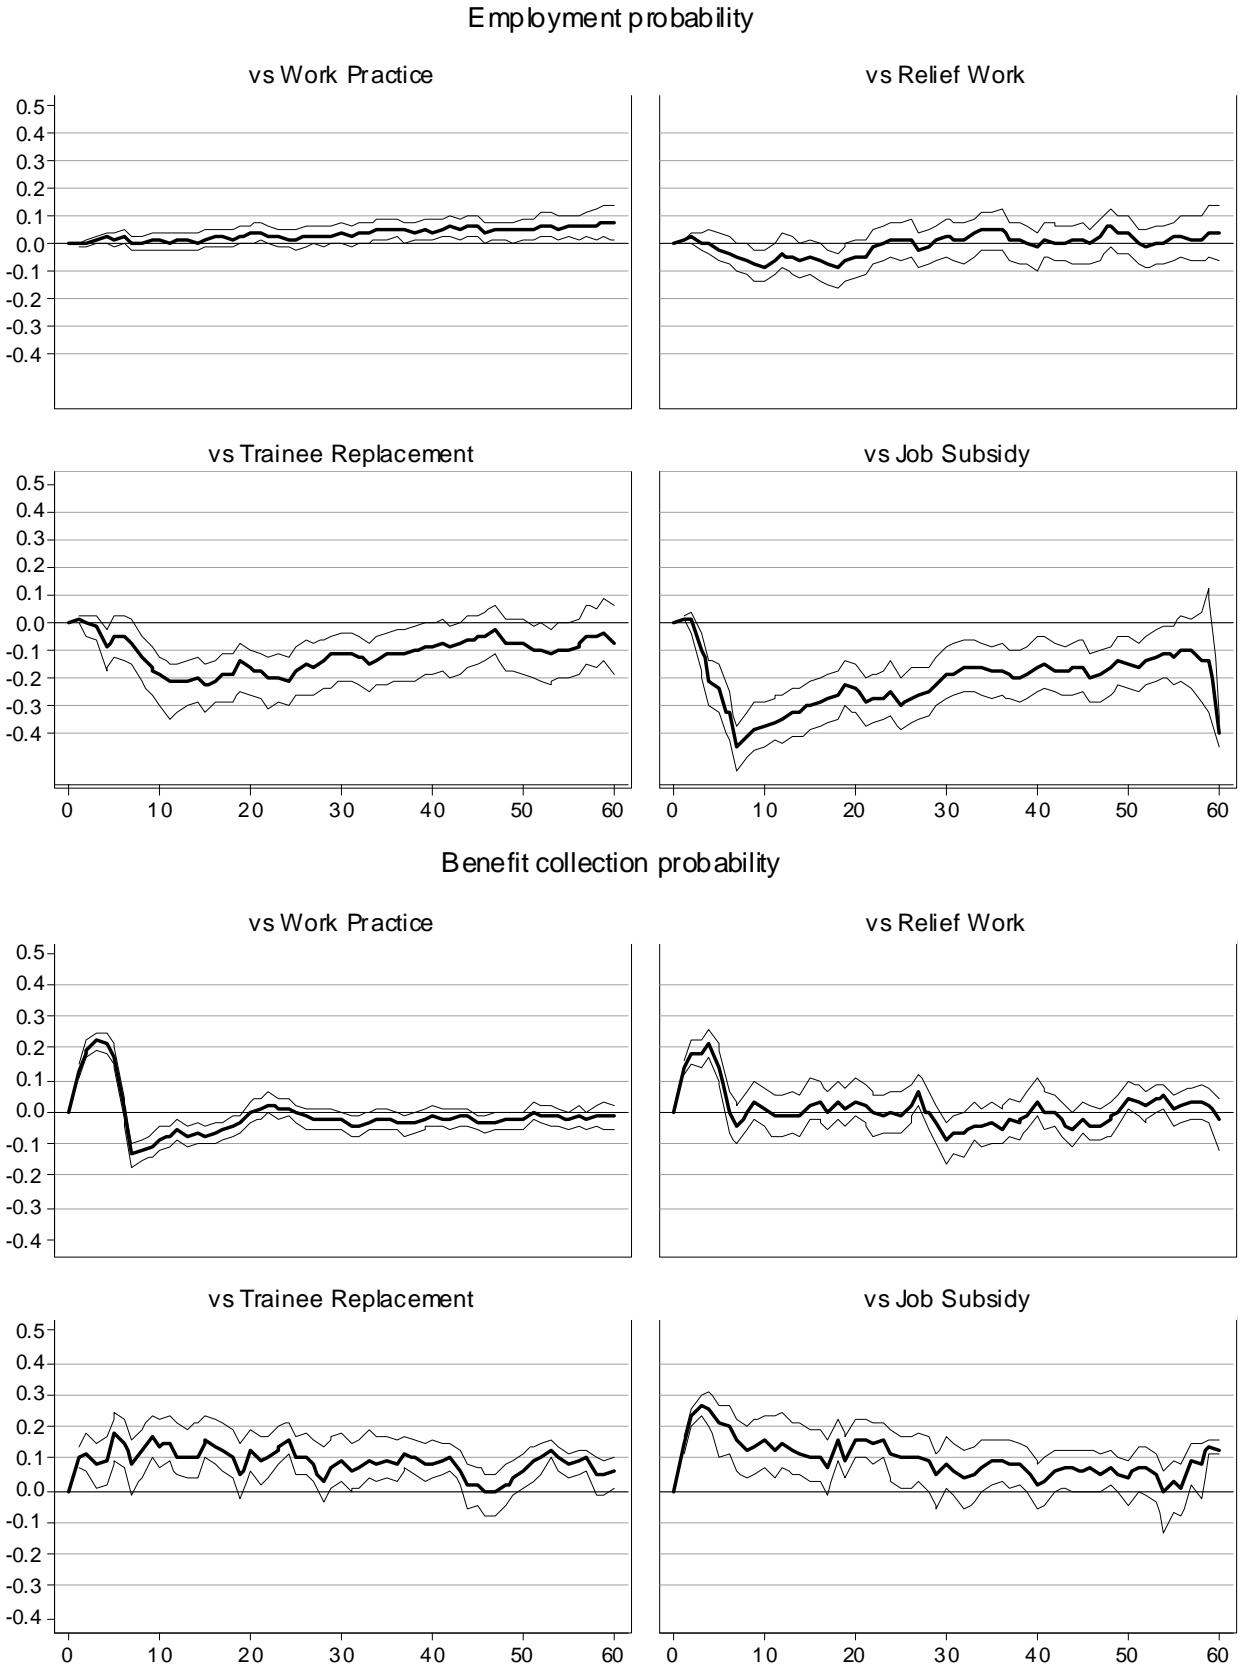 Employment probability
vs Work Practice
vs Relief Work
0.5
0.4
0.3
0.2
0.1
0.0
-0.1
-0.2
-0.3
-0.4
vs Trainee Replacement
vs Job Subsidy
0.5
0.4
0.3
0.2
0.1
0.0
-0.1
-0.2
-0.3
-0.4
0 10 20 30 40 50 60
0 10 20 30 40 50 60
Benefit collection probability
vs Work Practice
vs Relief Work
0.5
0.4
0.3
0.2
0.1
0.0
-0.1
-0.2
-0.3
-0.4
vs Trainee Replacement
vs Job Subsidy
0.5
0.4
0.3
0.2
0.1
0.0
-0.1
-0.2
-0.3
-0.4
0 10 20 30 40 50 60
0 10 20 30 40 50 60